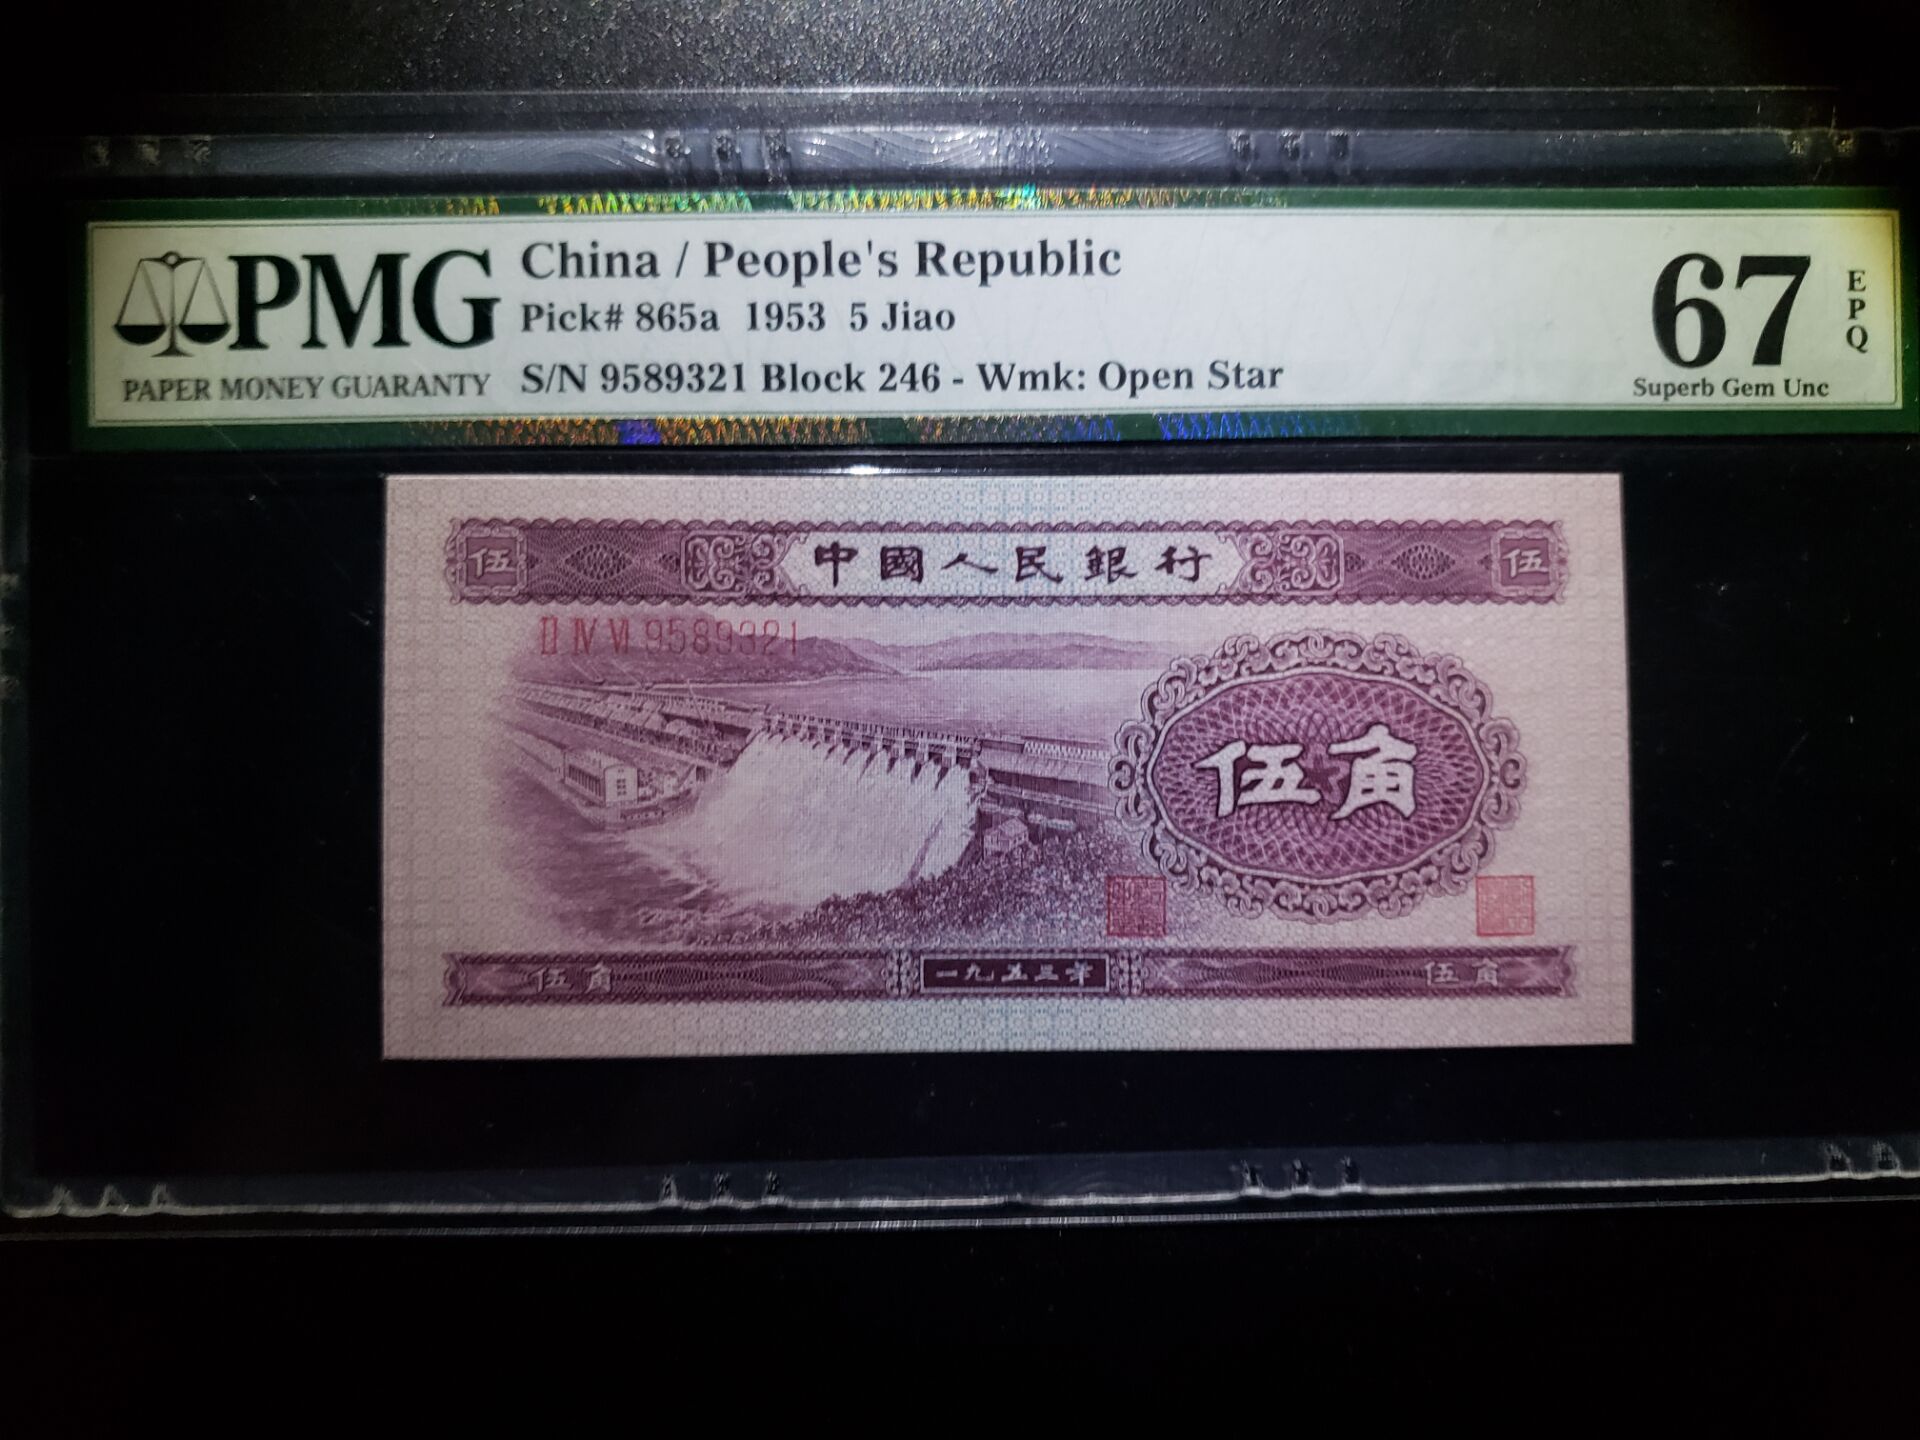 PMG
PAPER MONEY GUARANTY
China / People's Republic
Pick# 865a 1953 5 Jiao
S/N 9589321 Block 246 - Wmk: Open Star
67
EPQ
Superb Gem Unc
伍 中國人民銀行 伍
II IV VI 9589321
伍角
伍角 一九五三年 伍角